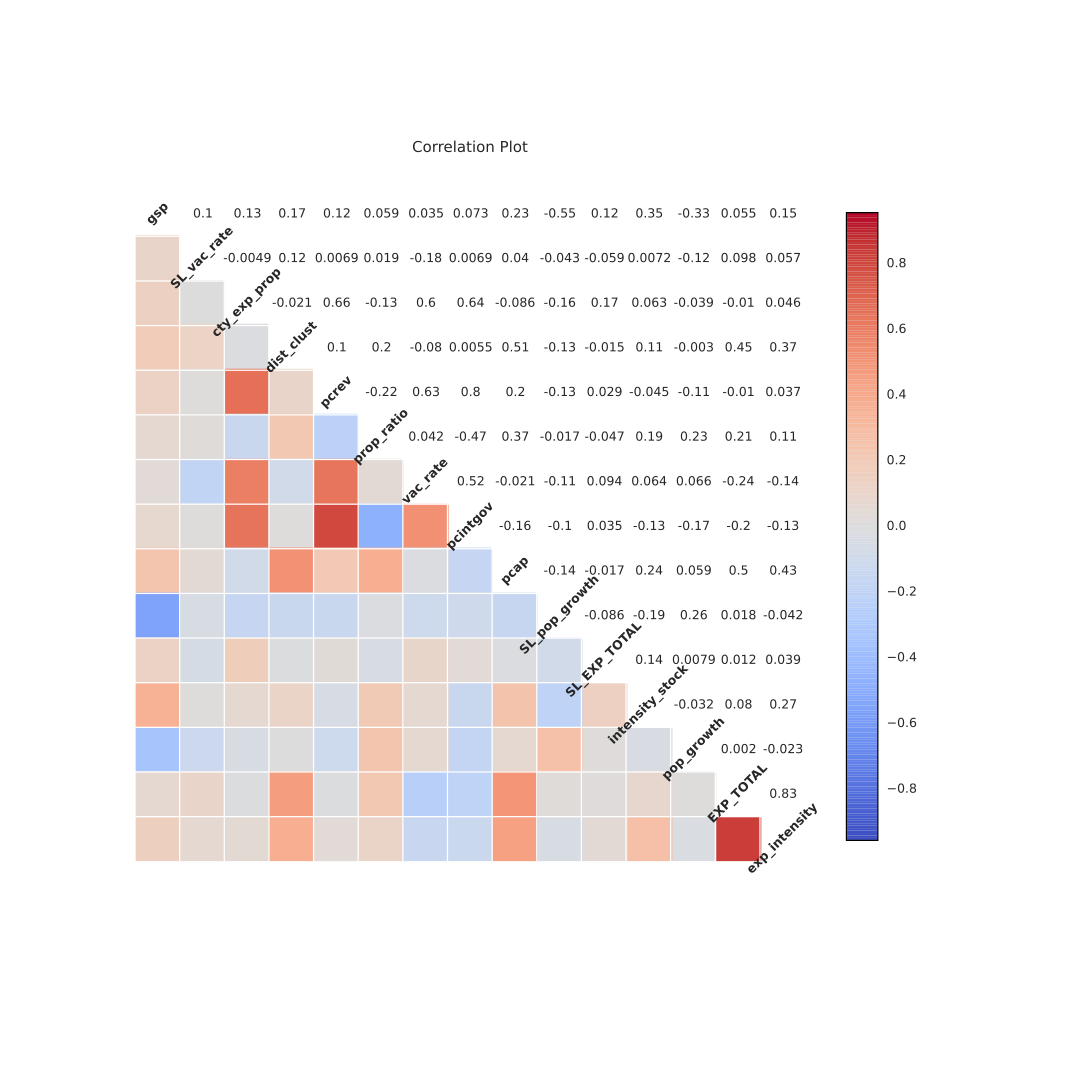 Correlation Plot
gsp 0.1 0.13 0.17 0.12 0.059 0.035 0.073 0.23 -0.55 0.12 0.35 -0.33 0.055 0.15
SL_vac_rate -0.0049 0.12 0.0069 0.019 -0.18 0.0069 0.04 -0.043 -0.059 0.0072 -0.12 0.098 0.057
cty_exp_prop -0.021 0.66 -0.13 0.6 0.64 -0.086 -0.16 0.17 0.063 -0.039 -0.01 0.046
dist_clust 0.1 0.2 -0.08 0.0055 0.51 -0.13 -0.015 0.11 -0.003 0.45 0.37
pcrev -0.22 0.63 0.8 0.2 -0.13 0.029 -0.045 -0.11 -0.01 0.037
prop_ratio 0.042 -0.47 0.37 -0.017 -0.047 0.19 0.23 0.21 0.11
vac_rate 0.52 -0.021 -0.11 0.094 0.064 0.066 -0.24 -0.14
pcintgov -0.16 -0.1 0.035 -0.13 -0.17 -0.2 -0.13
pcap -0.14 -0.017 0.24 0.059 0.5 0.43
SL_pop_growth -0.086 -0.19 0.26 0.018 -0.042
SL_EXP_TOTAL 0.14 0.0079 0.012 0.039
intensity_stock -0.032 0.08 0.27
pop_growth 0.002 -0.023
EXP_TOTAL 0.83
exp_intensity
0.8
0.6
0.4
0.2
0.0
−0.2
−0.4
−0.6
−0.8